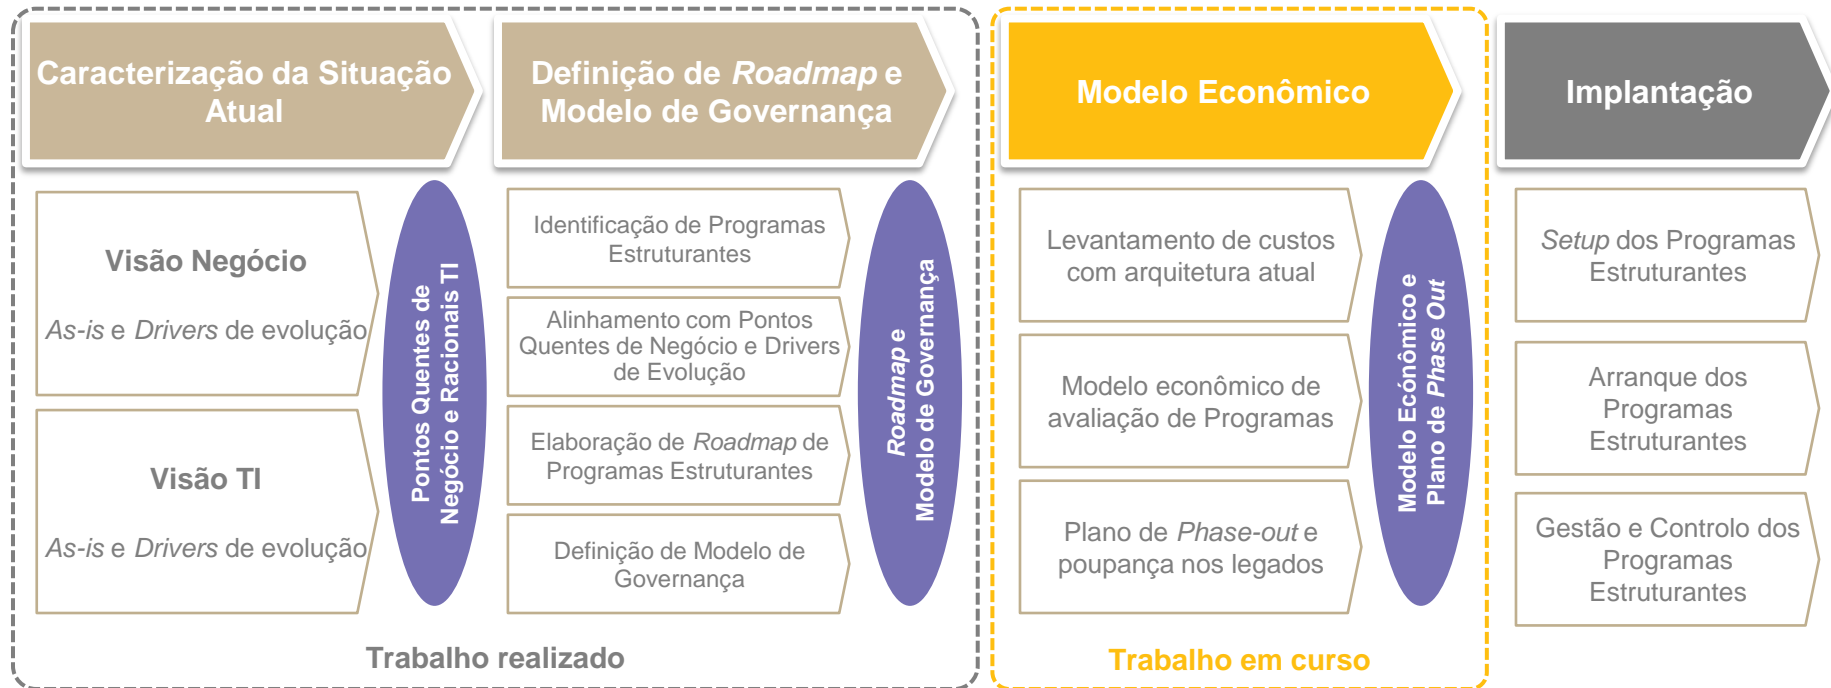 Caracterização da Situação
Atual
Visão Negócio
As-is e Drivers de evolução
Visão TI
As-is e Drivers de evolução
Pontos Quentes de
Negócio e Racionais TI
Definição de Roadmap e
Modelo de Governança
Identificação de Programas
Estruturantes
Alinhamento com Pontos
Quentes de Negócio e Drivers
de Evolução
Elaboração de Roadmap de
Programas Estruturantes
Definição de Modelo de
Governança
Roadmap e
Modelo de Governança
Trabalho realizado
Modelo Econômico
Levantamento de custos
com arquitetura atual
Modelo econômico de
avaliação de Programas
Plano de Phase-out e
poupança nos legados
Modelo Ecónômico e
Plano de Phase Out
Trabalho em curso
Implantação
Setup dos Programas
Estruturantes
Arranque dos
Programas
Estruturantes
Gestão e Controlo dos
Programas
Estruturantes